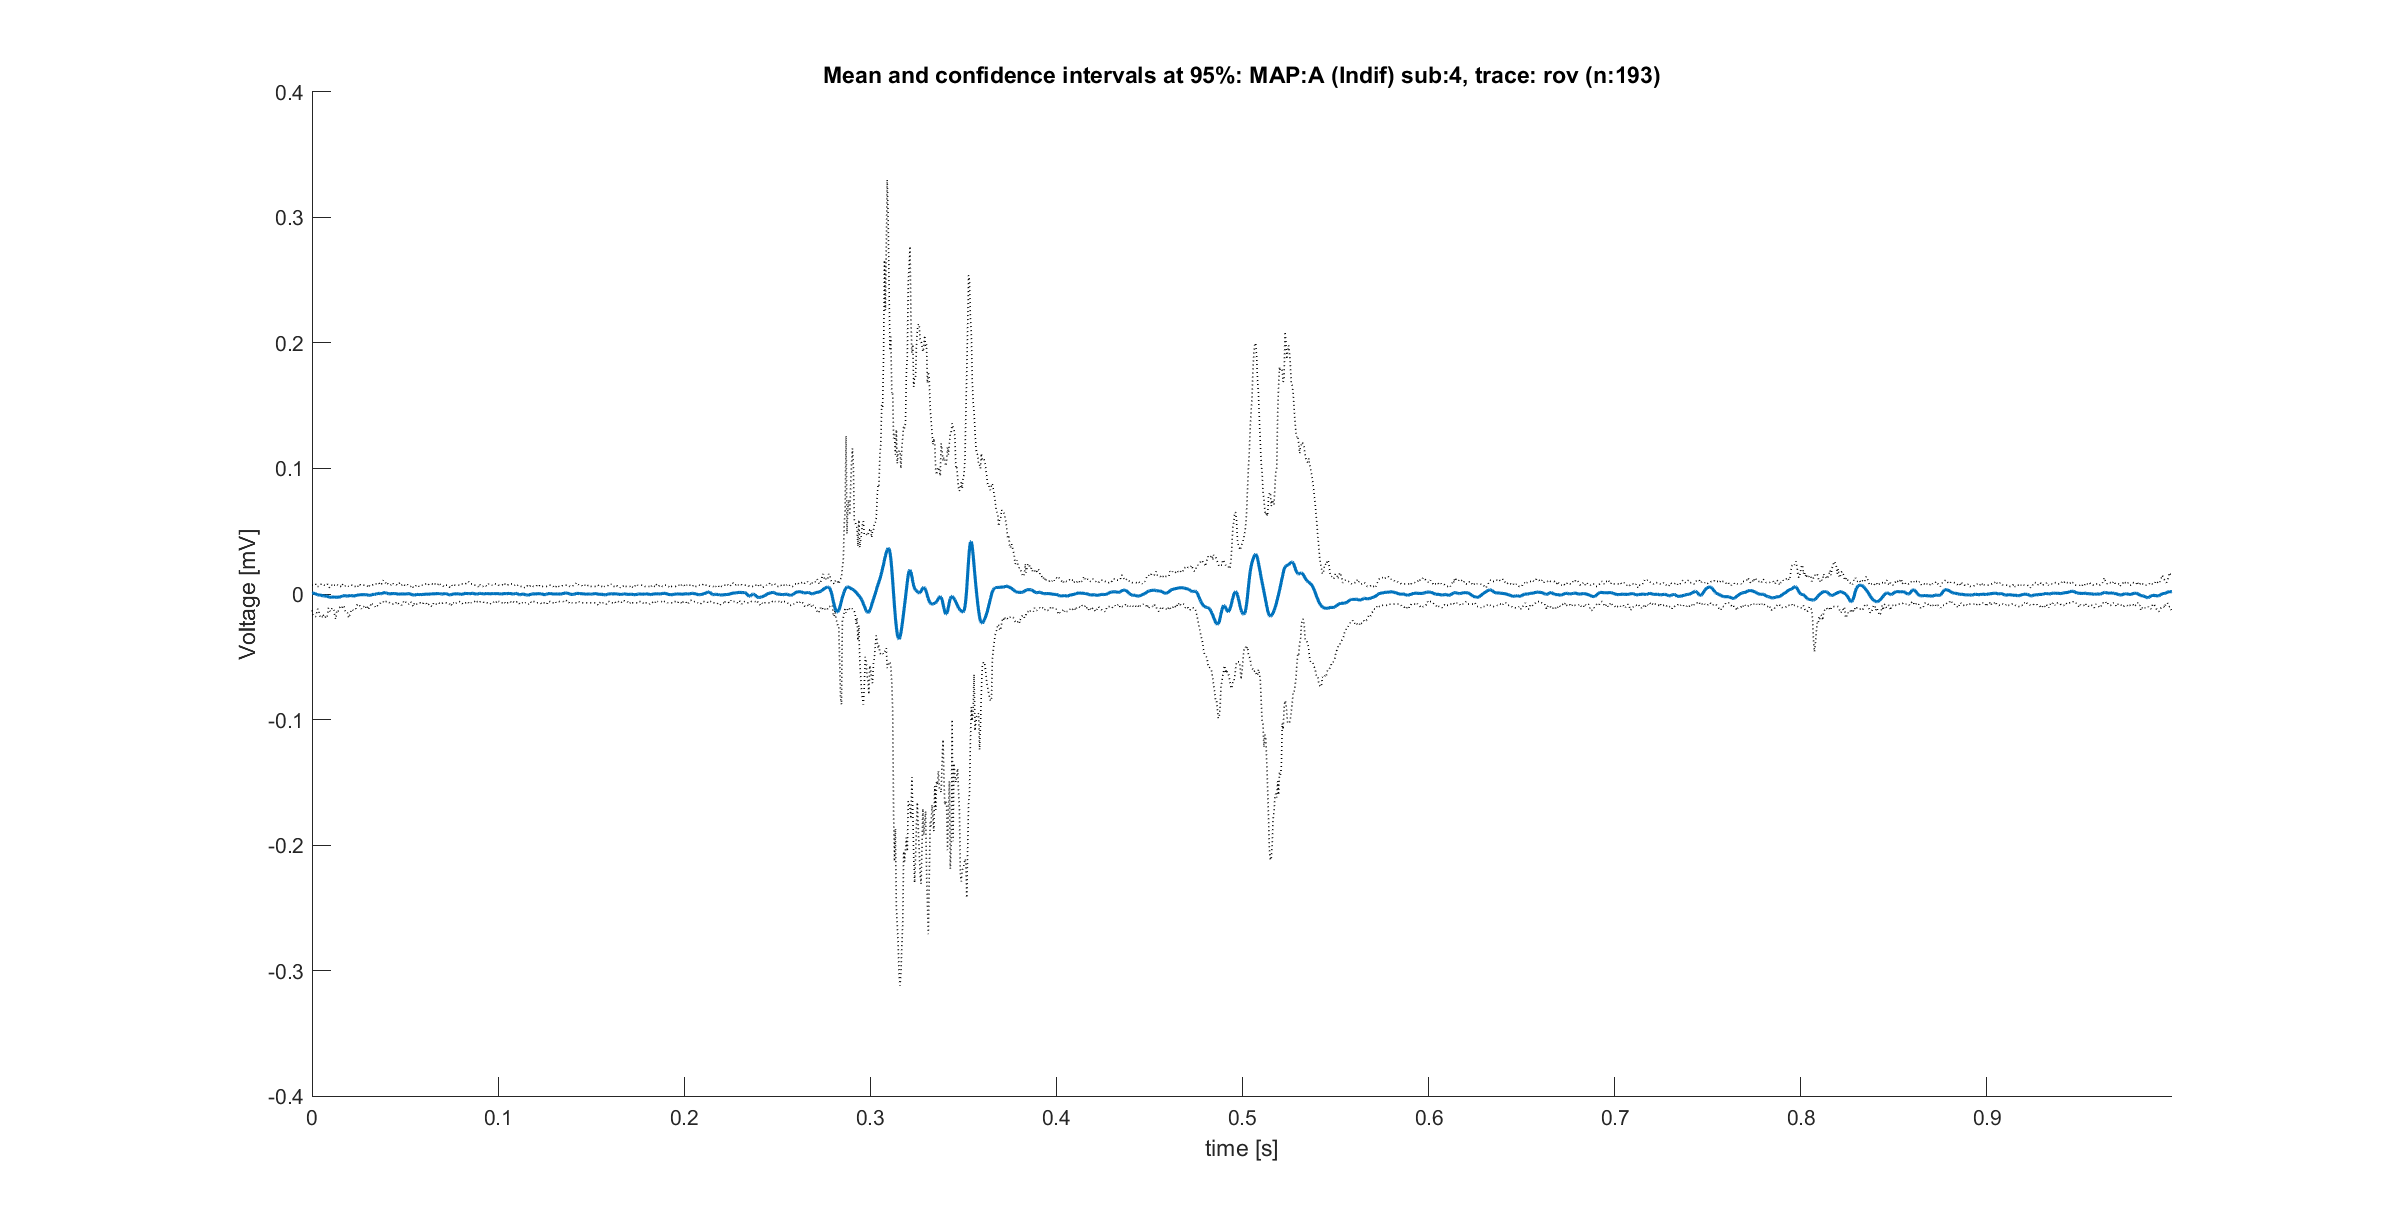 Mean and confidence intervals at 95%: MAP:A (Indif) sub:4, trace: rov (n:193)
0.4
0.3
0.2
0.1
0
-0.1
-0.2
-0.3
-0.4
Voltage [mV]
0 0.1 0.2 0.3 0.4 0.5 0.6 0.7 0.8 0.9
time [s]